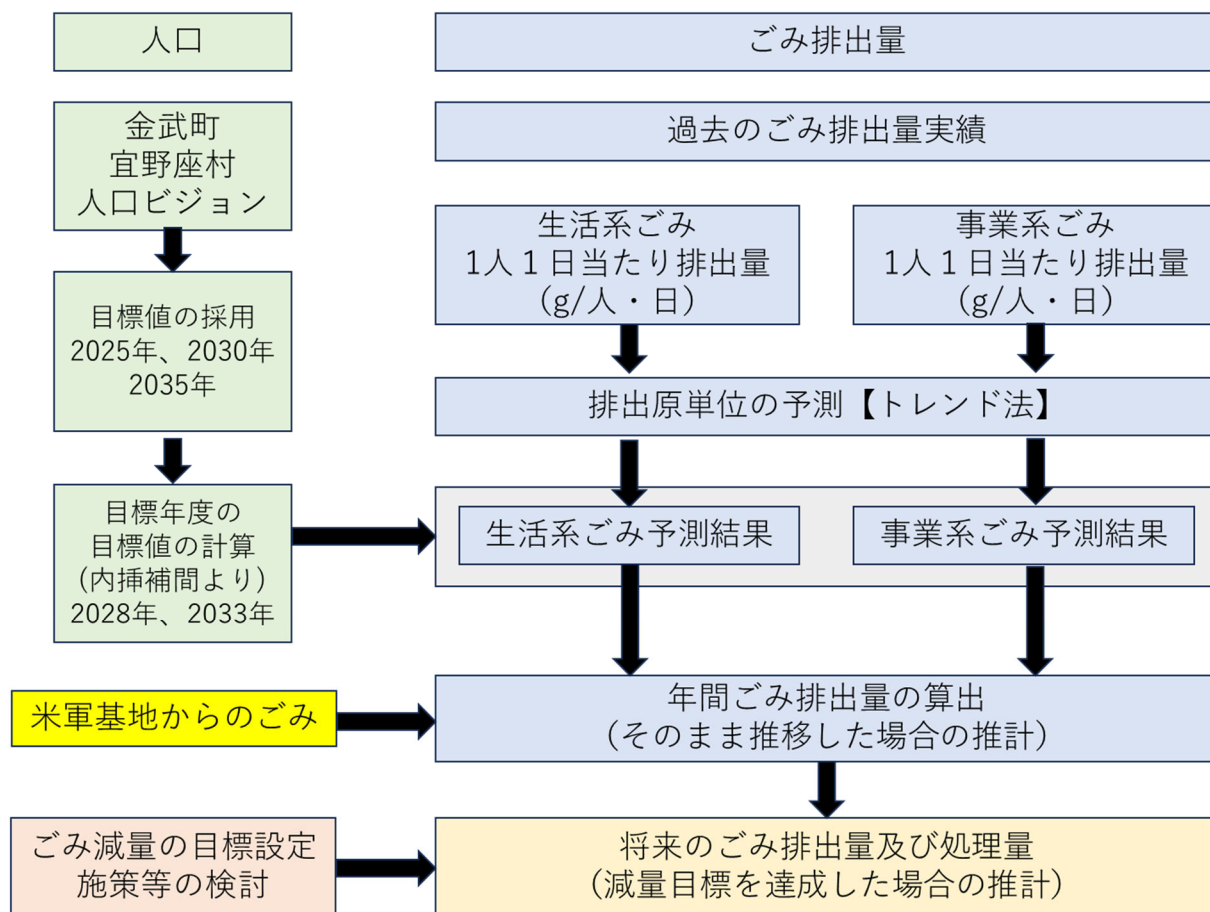 人口
ごみ排出量
金武町
宜野座村
人口ビジョン
過去のごみ排出量実績
生活系ごみ
1人１日当たり排出量
(g/人・日)
事業系ごみ
1人１日当たり排出量
(g/人・日)
目標値の採用
2025年、2030年
2035年
排出原単位の予測【トレンド法】
目標年度の
目標値の計算
(内挿補間より)
2028年、2033年
生活系ごみ予測結果
事業系ごみ予測結果
米軍基地からのごみ
年間ごみ排出量の算出
(そのまま推移した場合の推計)
ごみ減量の目標設定
施策等の検討
将来のごみ排出量及び処理量
(減量目標を達成した場合の推計)